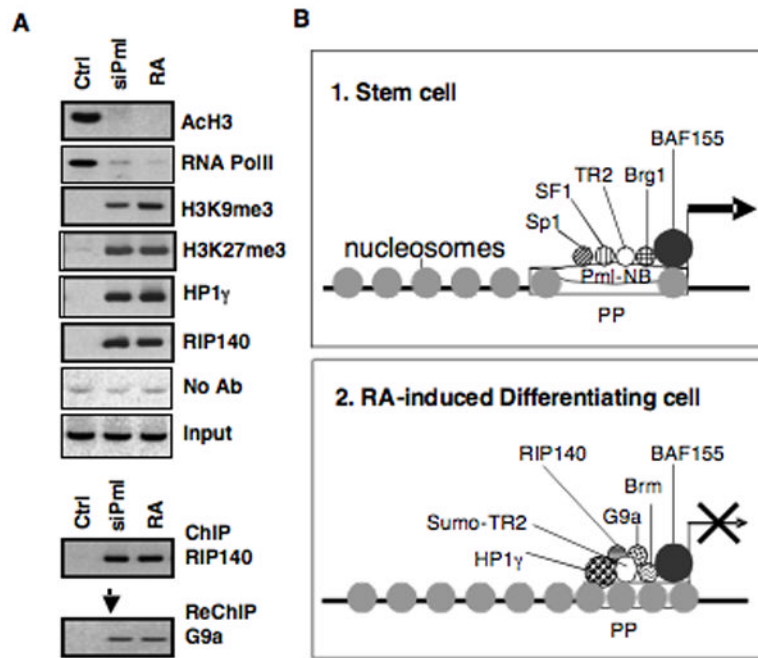 A
Ctrl
siPml
RA
AcH3
RNA PolII
H3K9me3
H3K27me3
HP1γ
RIP140
No Ab
Input
Ctrl
siPml
RA
ChIP
RIP140
ReChIP
G9a
B
1. Stem cell
BAF155
TR2 Brg1
SF1
Sp1
nucleosomes
Pml-NB
PP
2. RA-induced Differentiating cell
RIP140
BAF155
Brm
Sumo-TR2
G9a
HP1γ
PP